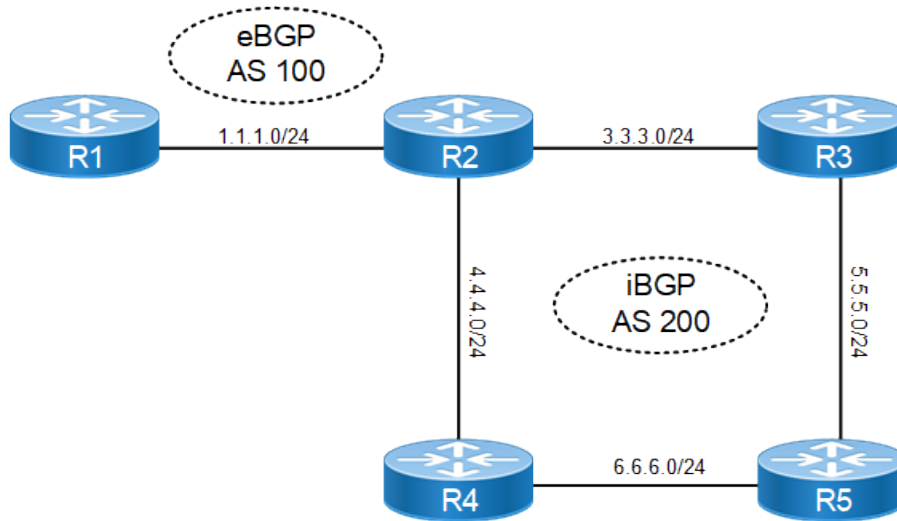 eBGP
AS 100
R1
1.1.1.0/24
R2
3.3.3.0/24
R3
4.4.4.0/24
iBGP
AS 200
5.5.5.0/24
R4
6.6.6.0/24
R5